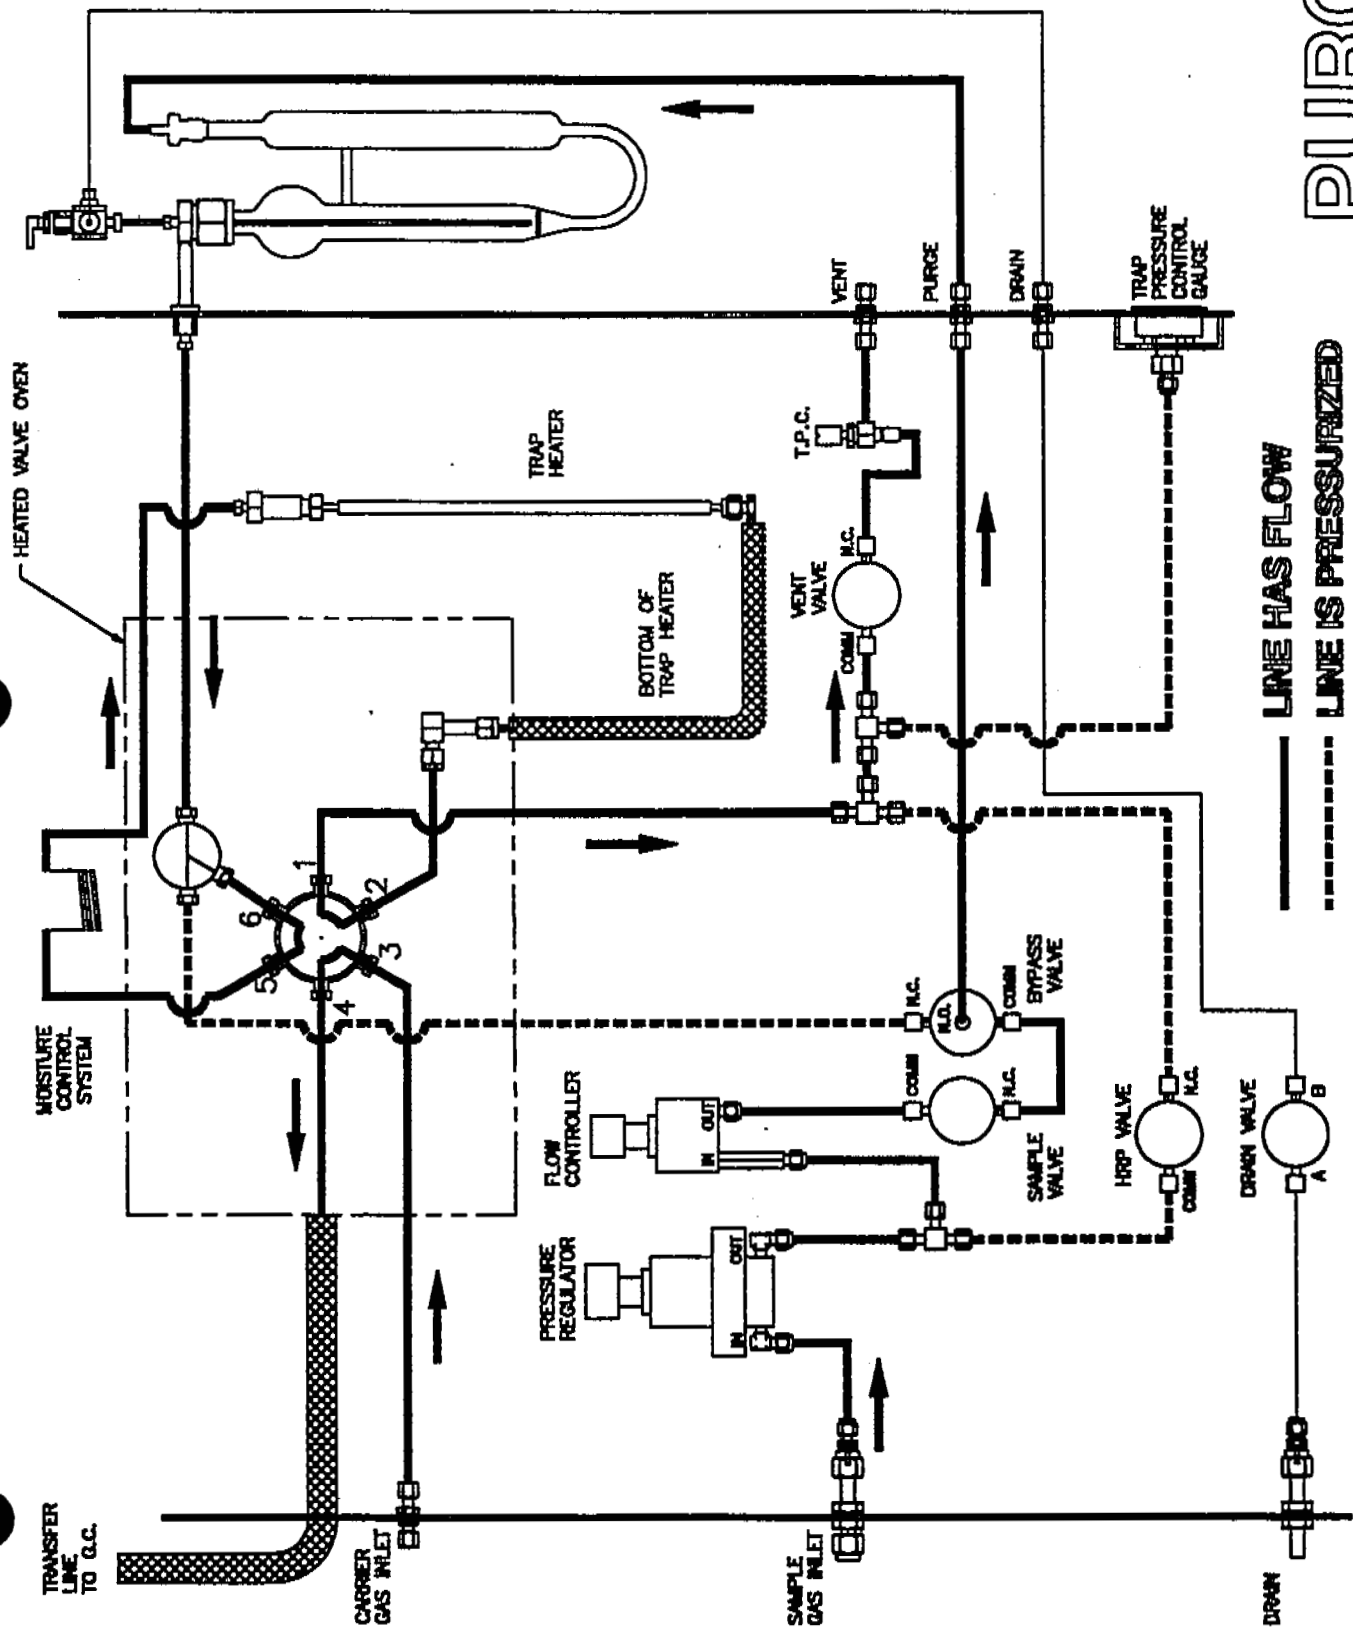 HEATED VALVE OVEN
MOISTURE
CONTROL
SYSTEM
TRANSFER
LINE
TO G.C.
1
2
3
4
5
6
TRAP
HEATER
BOTTOM OF
TRAP HEATER
CARRIER
GAS INLET
FLOW
CONTROLLER
IN
OUT
PRESSURE
REGULATOR
IN
OUT
T.P.C.
VENT
VALVE
COMM
N.C.
VENT
PURGE
DRAIN
TRAP
PRESSURE
CONTROL
GAUGE
N.C.
N.O.
COMM
BYPASS
VALVE
COMM
N.C.
SAMPLE
VALVE
HRP VALVE
COMM
N.C.
DRAIN VALVE
A
B
SAMPLE
GAS INLET
DRAIN
LINE HAS FLOW
LINE IS PRESSURIZED